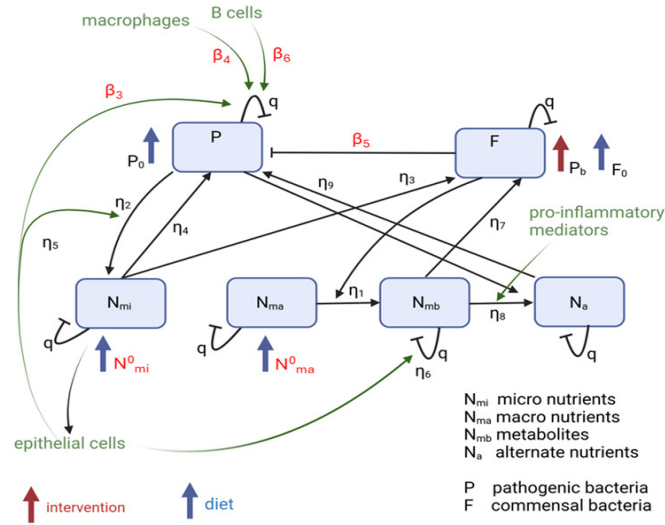 B cells
macrophages
β4
β6
β3
q
q
P
F
P0
β5
Pb
F0
η2
η3
η9
η4
η7
η5
pro-inflammatory
mediators
Nmi
Nma
η1
Nmb
η8
Na
q
q
q
q
N0mi
N0ma
η6
epithelial cells
Nmi micro nutrients
Nma macro nutrients
Nmb metabolites
Na alternate nutrients
P pathogenic bacteria
F commensal bacteria
intervention
diet